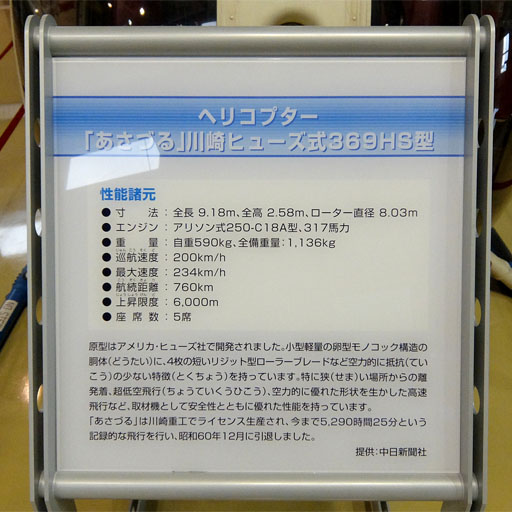 ヘリコプター
「あさづる」川崎ヒューズ式369HS型
性能諸元
●寸法:全長 9.18m、全高 2.58m、ローター直径 8.03m
●エンジン:アリソン式250-C18A型、317馬力
●重量:自重590kg、全備重量:1,136kg
●巡航速度:200km/h
●最大速度:234km/h
●航続距離:760km
●上昇限度:6,000m
●座席数:5席
原型はアメリカ・ヒューズ社で開発されました。小型軽量の卵型モノコック構造の
胴体(どうたい)に、4枚の短いリジット型ローラーブレードなど空力的に抵抗(てい
こう)の少ない特徴(とくちょう)を持っています。特に狭(せま)い場所からの離
発着、超低空飛行(ちょうていくうひこう)、空力的に優れた形状を生かした高速
飛行など、取材機として安全性とともに優れた性能を持っています。
「あさづる」は川崎重工でライセンス生産され、今まで5,290時間25分という
記録的な飛行を行い、昭和60年12月に引退しました。
提供:中日新聞社